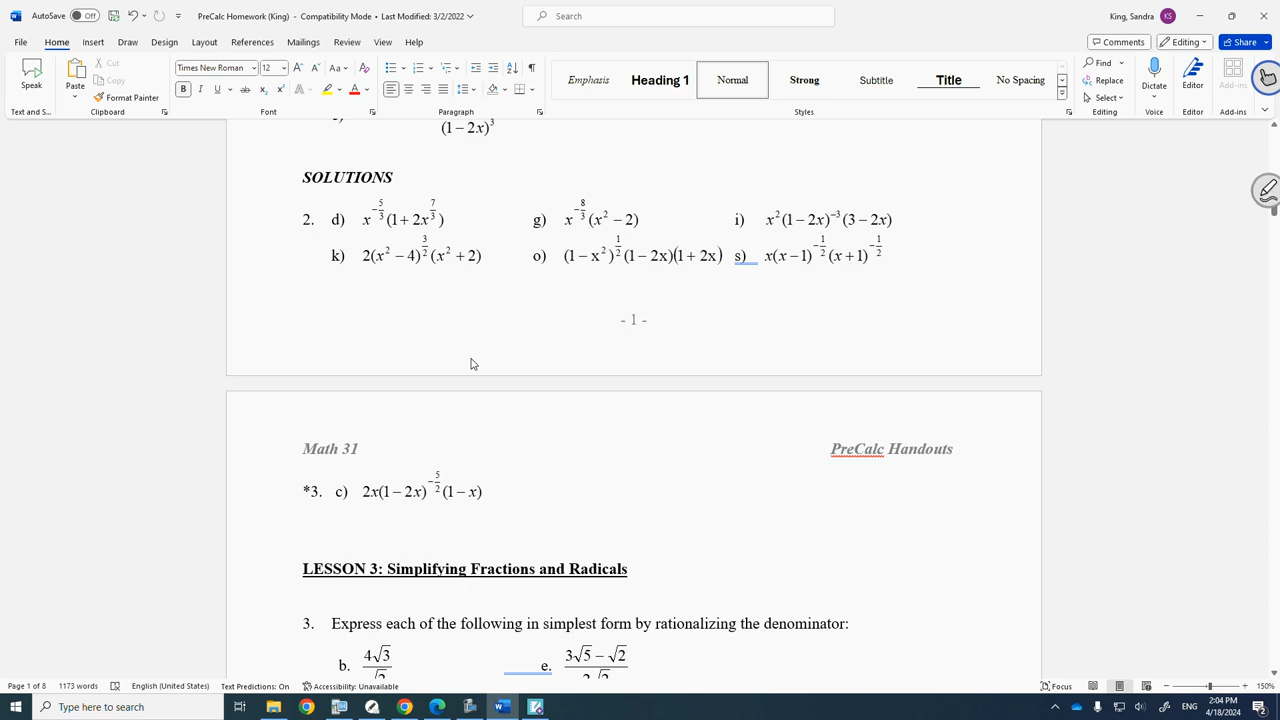 AutoSave Off PreCalc Homework (King) - Compatibility Mode • Last Modified: 3/2/2022 Search King, Sandra KS
File Home Insert Draw Design Layout References Mailings Review View Help Comments Editing Share
Speak Paste Cut Copy Format Painter Times New Roman 12 Emphasis Heading 1 Normal Strong Subtitle Title No Spacing Find Replace Select Dictate Editor Add-ins
Text and S... Clipboard Font Paragraph Styles Editing Voice Editor Add-ins
(1 − 2x)³
SOLUTIONS
2. d) x^(−5/3)(1 + 2x^(7/3)) g) x^(−8/3)(x² − 2) i) x²(1 − 2x)⁻³(3 − 2x)
k) 2(x² − 4)^(3/2)(x² + 2) o) (1 − x²)^(1/2)(1 − 2x)(1 + 2x) s) x(x − 1)^(−1/2)(x + 1)^(−1/2)
- 1 -
Math 31 PreCalc Handouts
*3. c) 2x(1 − 2x)^(−5/2)(1 − x)
LESSON 3: Simplifying Fractions and Radicals
3. Express each of the following in simplest form by rationalizing the denominator:
b. 4√3 e. 3√5 − √2
Page 1 of 8 1173 words English (United States) Text Predictions: On Accessibility: Unavailable Focus 150%
Type here to search 2:04 PM
4/18/2024